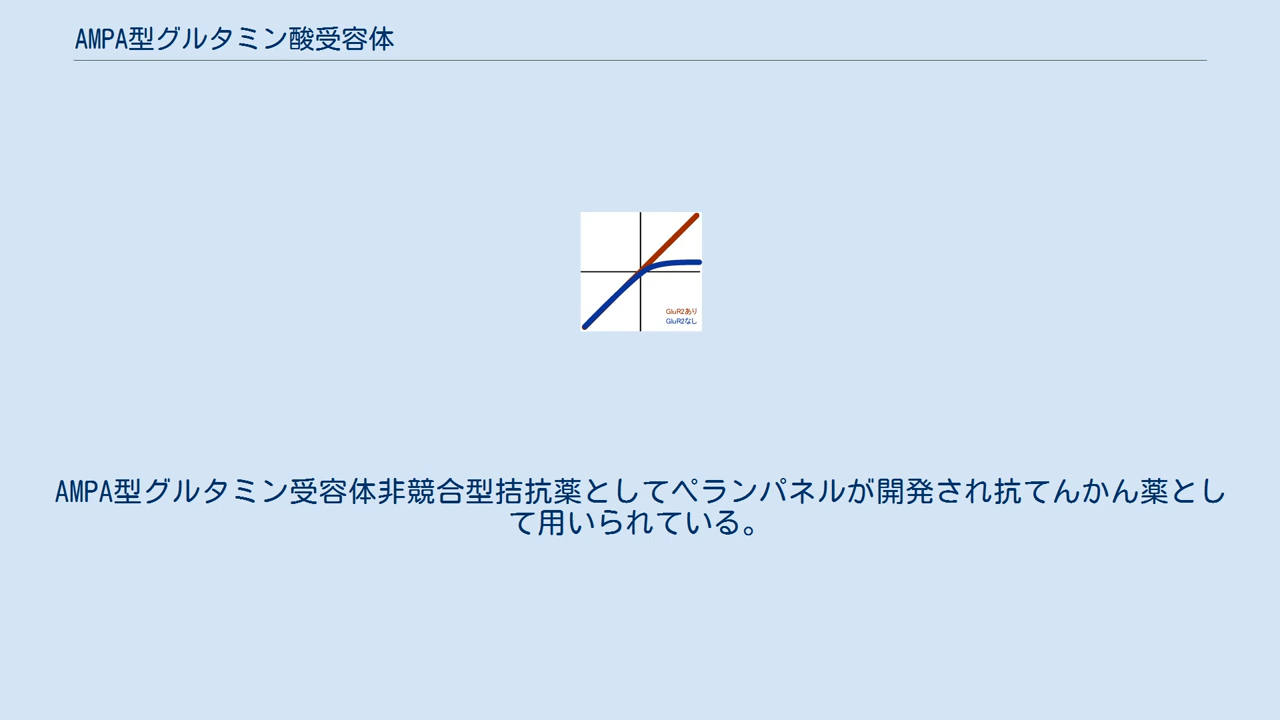 AMPA型グルタミン酸受容体
GluR2あり
GluR2なし
AMPA型グルタミン受容体非競合型拮抗薬としてペランパネルが開発され抗てんかん薬とし
て用いられている。